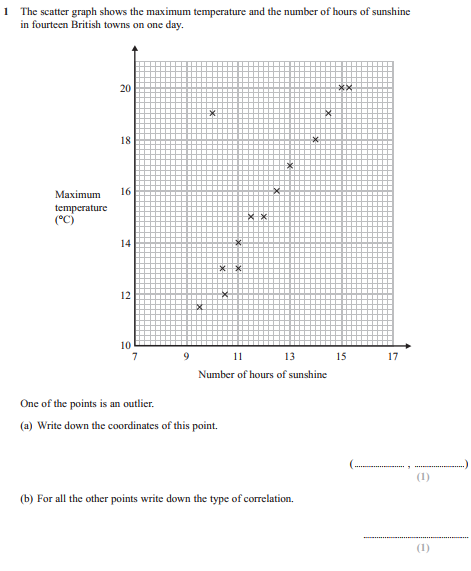 1 The scatter graph shows the maximum temperature and the number of hours of sunshine
in fourteen British towns on one day.
20
18
Maximum 16
temperature
(°C)
14
12
10
7 9 11 13 15 17
Number of hours of sunshine
One of the points is an outlier.
(a) Write down the coordinates of this point.
(.................... , ....................)
(1)
(b) For all the other points write down the type of correlation.
........................................
(1)